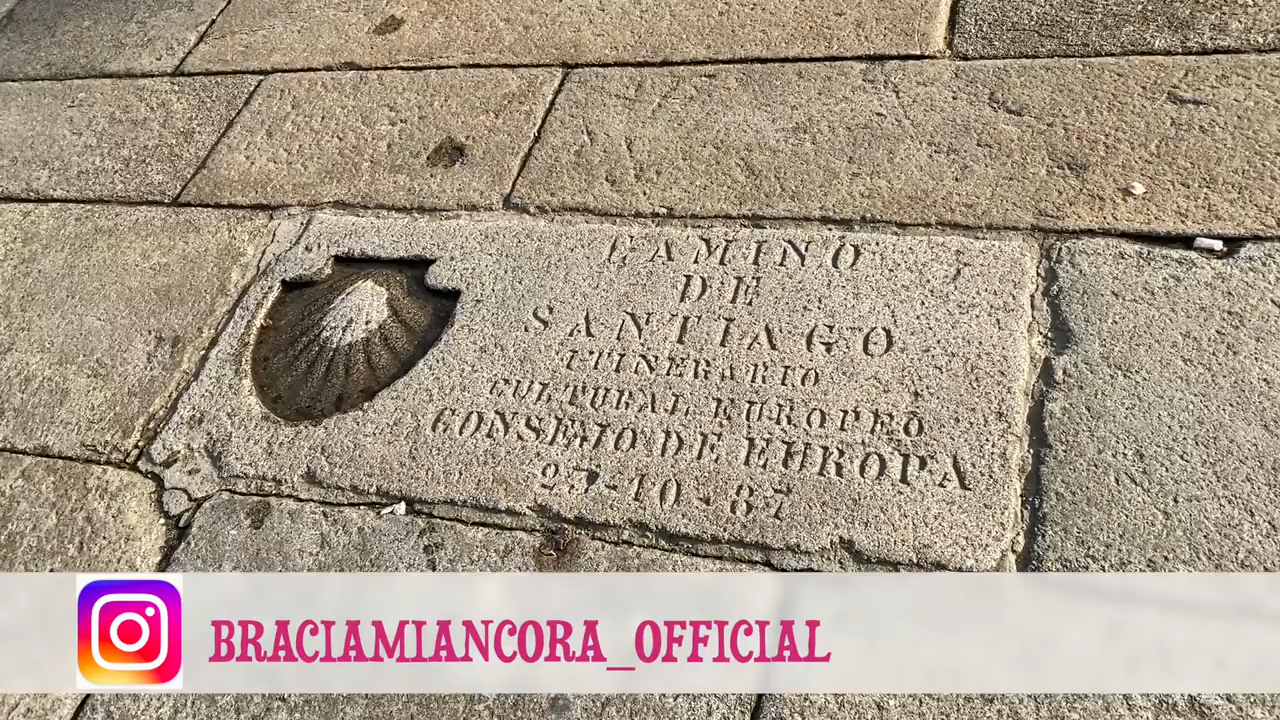 CAMINO
DE
SANTIAGO
ITINERARIO
CULTURAL EUROPEO
CONSEJO DE EUROPA
23-10-87
BRACIAMIANCORA_OFFICIAL